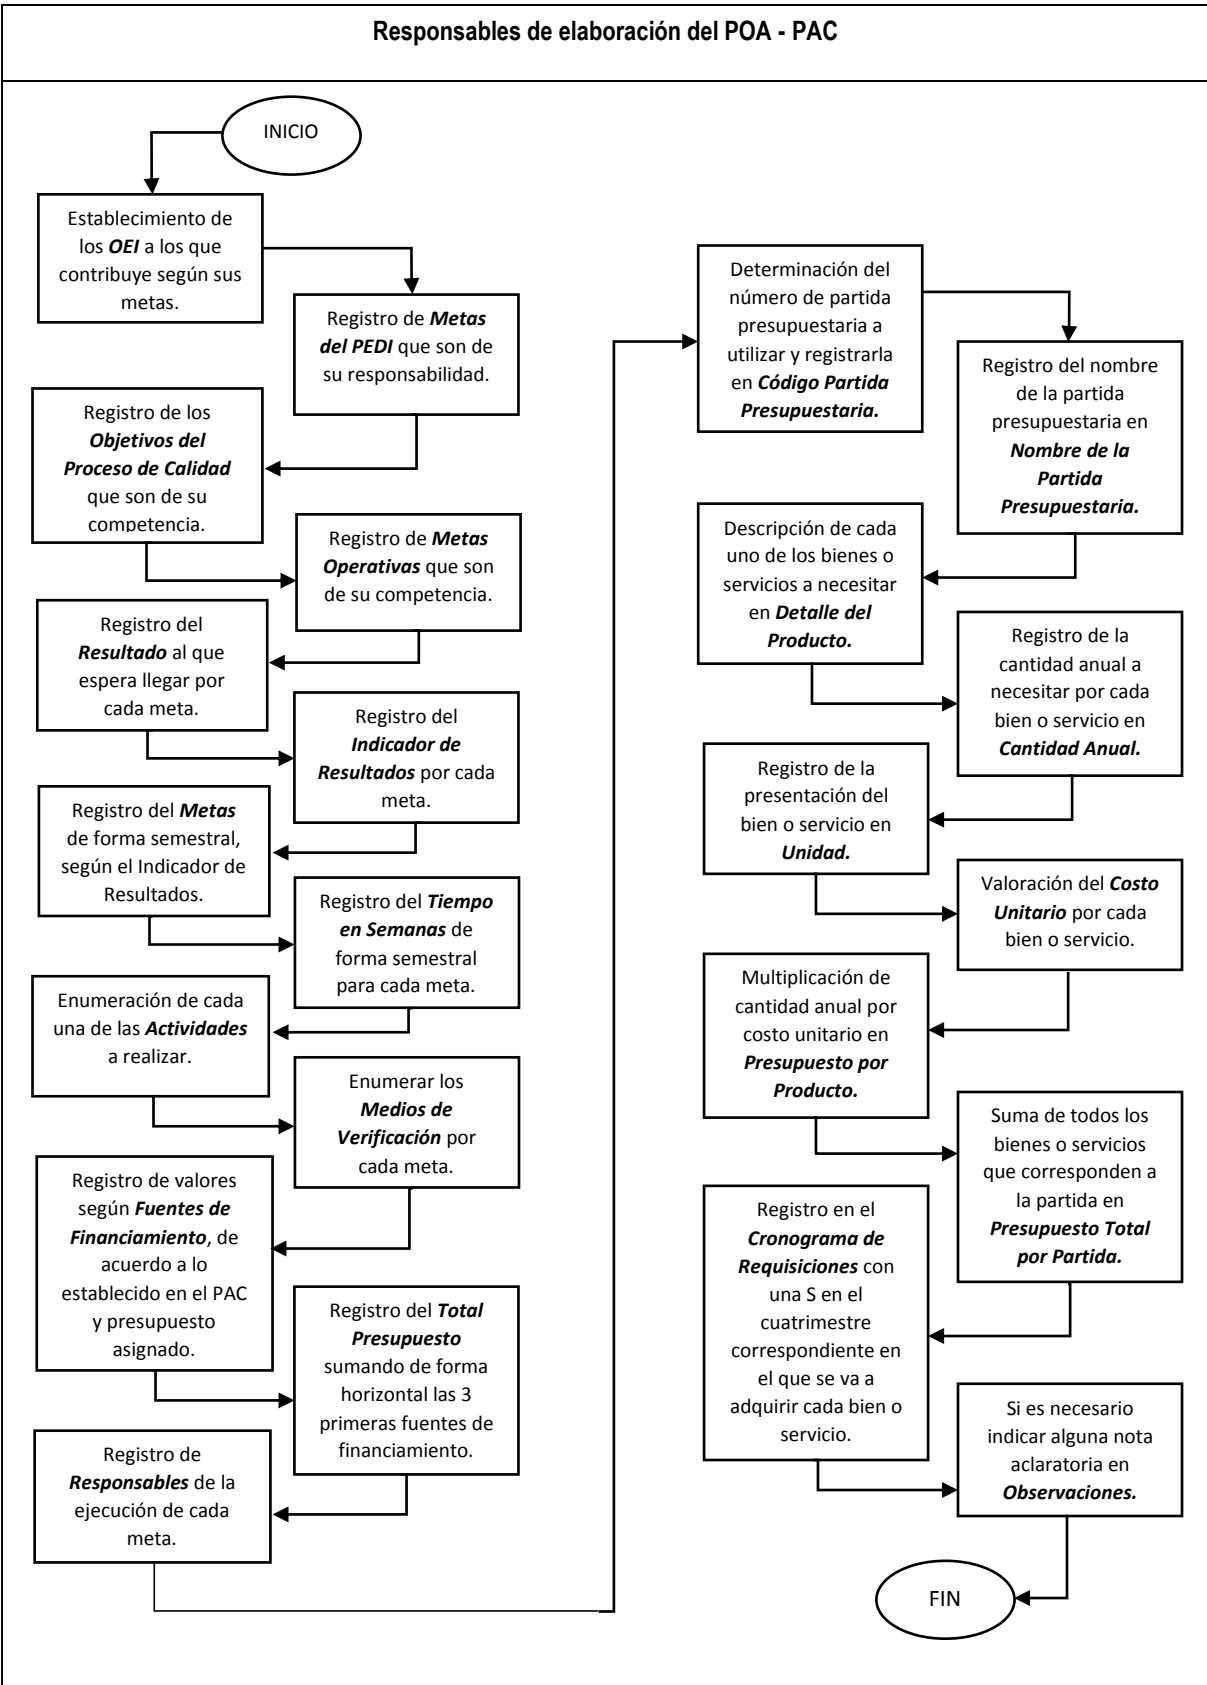 Responsables de elaboración del POA - PAC
INICIO
Establecimiento de
los OEI a los que
contribuye según sus
metas.
Registro de Metas
del PEDI que son de
su responsabilidad.
Registro de los
Objetivos del
Proceso de Calidad
que son de su
competencia.
Registro de Metas
Operativas que son
de su competencia.
Registro del
Resultado al que
espera llegar por
cada meta.
Registro del
Indicador de
Resultados por cada
meta.
Registro del Metas
de forma semestral,
según el Indicador de
Resultados.
Registro del Tiempo
en Semanas de
forma semestral
para cada meta.
Enumeración de cada
una de las Actividades
a realizar.
Enumerar los
Medios de
Verificación por
cada meta.
Registro de valores
según Fuentes de
Financiamiento, de
acuerdo a lo
establecido en el PAC
y presupuesto
asignado.
Registro del Total
Presupuesto
sumando de forma
horizontal las 3
primeras fuentes de
financiamiento.
Registro de
Responsables de la
ejecución de cada
meta.
Determinación del
número de partida
presupuestaria a
utilizar y registrarla
en Código Partida
Presupuestaria.
Registro del nombre
de la partida
presupuestaria en
Nombre de la
Partida
Presupuestaria.
Descripción de cada
uno de los bienes o
servicios a necesitar
en Detalle del
Producto.
Registro de la
cantidad anual a
necesitar por cada
bien o servicio en
Cantidad Anual.
Registro de la
presentación del
bien o servicio en
Unidad.
Valoración del Costo
Unitario por cada
bien o servicio.
Multiplicación de
cantidad anual por
costo unitario en
Presupuesto por
Producto.
Suma de todos los
bienes o servicios
que corresponden a
la partida en
Presupuesto Total
por Partida.
Registro en el
Cronograma de
Requisiciones con
una S en el
cuatrimestre
correspondiente en
el que se va a
adquirir cada bien o
servicio.
Si es necesario
indicar alguna nota
aclaratoria en
Observaciones.
FIN